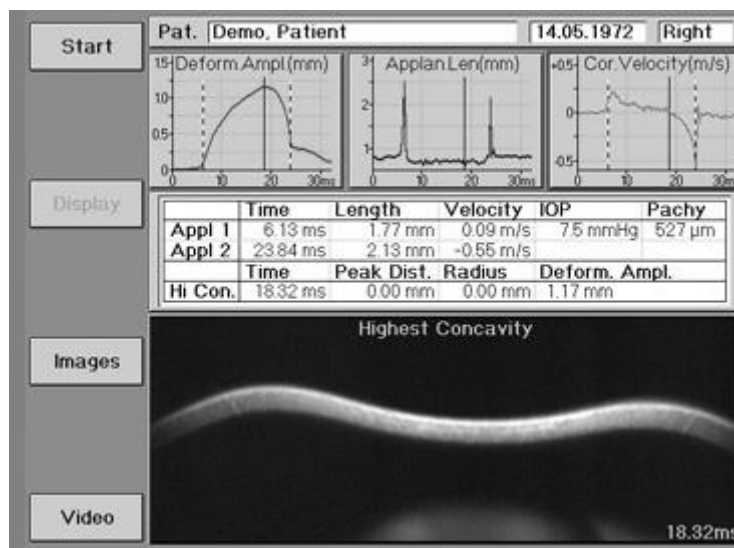 Start
Display
Images
Video
Pat. Demo, Patient 14.05.1972 Right
Deform.Ampl.(mm)
15
10
0.5
0
0 10 20 30ms
Applan.Len(mm)
3
2
1
0 10 20 30ms
Cor.Velocity(m/s)
+0.5
0
-0.5
0 10 20 30m
Time Length Velocity IOP Pachy
Appl 1 6.13 ms 1.77 mm 0.09 m/s 7.5 mmHg 527 µm
Appl 2 23.84 ms 2.13 mm -0.55 m/s
Time Peak Dist. Radius Deform. Ampl.
Hi Con. 18.32 ms 0.00 mm 0.00 mm 1.17 mm
Highest Concavity
18.32ms